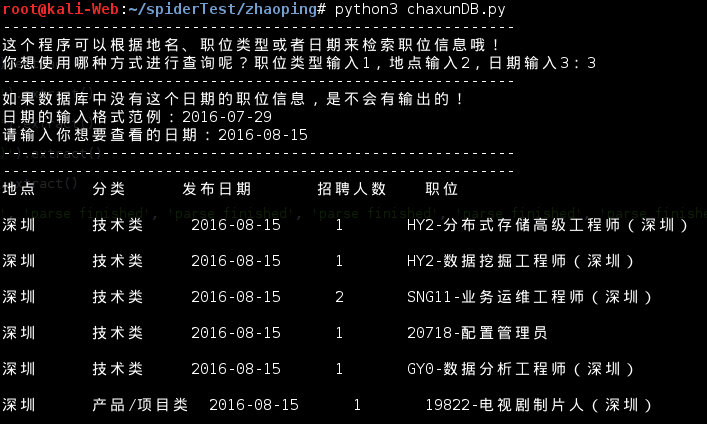 root@kali-Web:~/spiderTest/zhaoping# python3 chaxunDB.py
---------------------------------------------------------
这个程序可以根据地名、职位类型或者日期来检索职位信息哦！
你想使用哪种方式进行查询呢？职位类型输入1，地点输入2，日期输入3：3
---------------------------------------------------------
如果数据库中没有这个日期的职位信息，是不会有输出的！
日期的输入格式范例：2016-07-29
请输入你想要查看的日期：2016-08-15
---------------------------------------------------------
---------------------------------------------------------
地点 分类 发布日期 招聘人数 职位
深圳 技术类 2016-08-15 1 HY2-分布式存储高级工程师（深圳）
深圳 技术类 2016-08-15 1 HY2-数据挖掘工程师（深圳）
深圳 技术类 2016-08-15 2 SNG11-业务运维工程师（深圳）
深圳 技术类 2016-08-15 1 20718-配置管理员
深圳 技术类 2016-08-15 1 GY0-数据分析工程师（深圳）
深圳 产品/项目类 2016-08-15 1 19822-电视剧制片人（深圳）